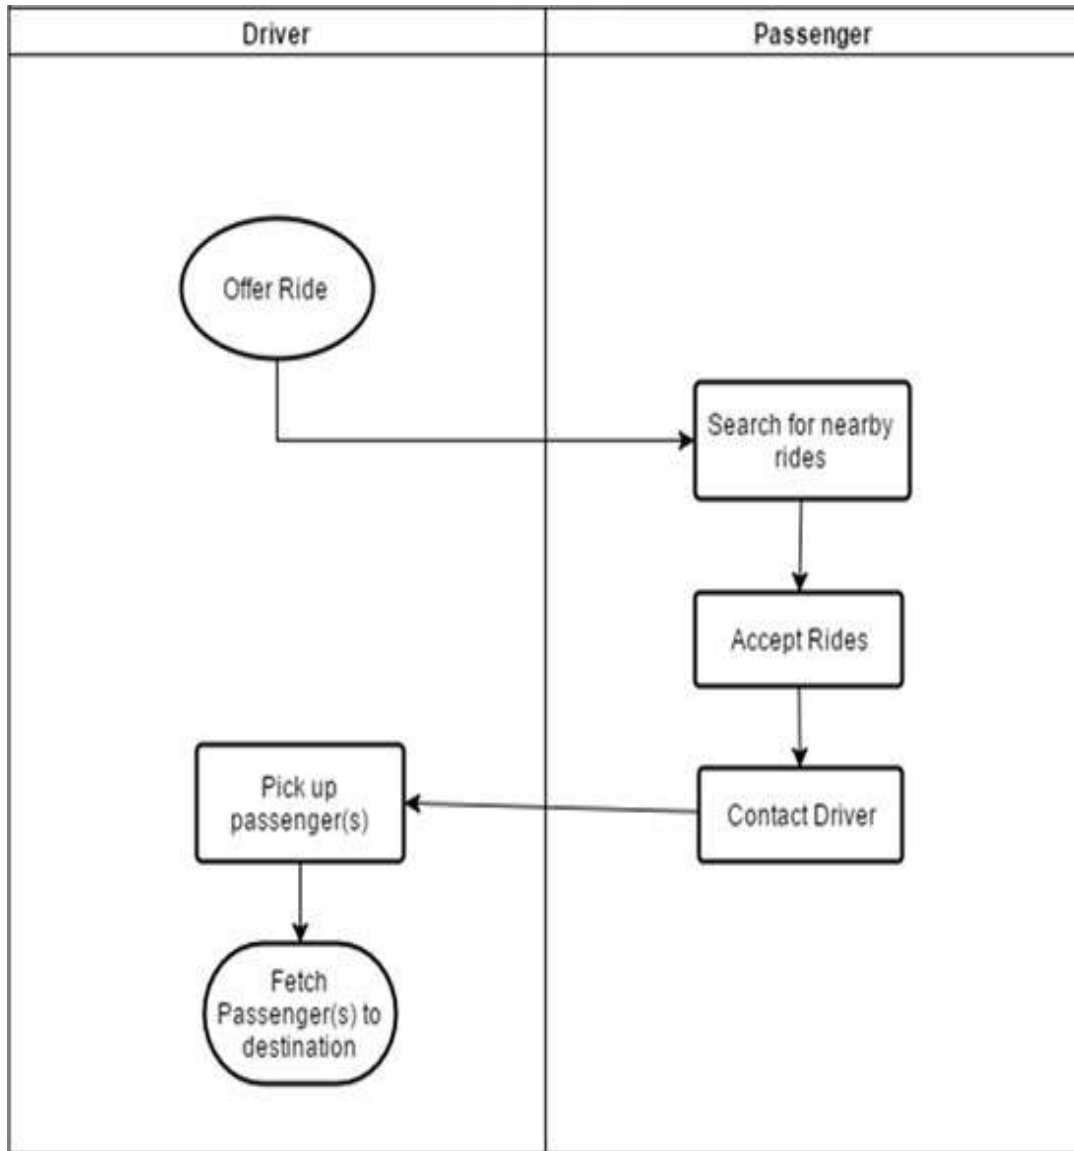 Driver
Passenger
Offer Ride
Search for nearby
rides
Accept Rides
Contact Driver
Pick up
passenger(s)
Fetch
Passenger(s) to
destination